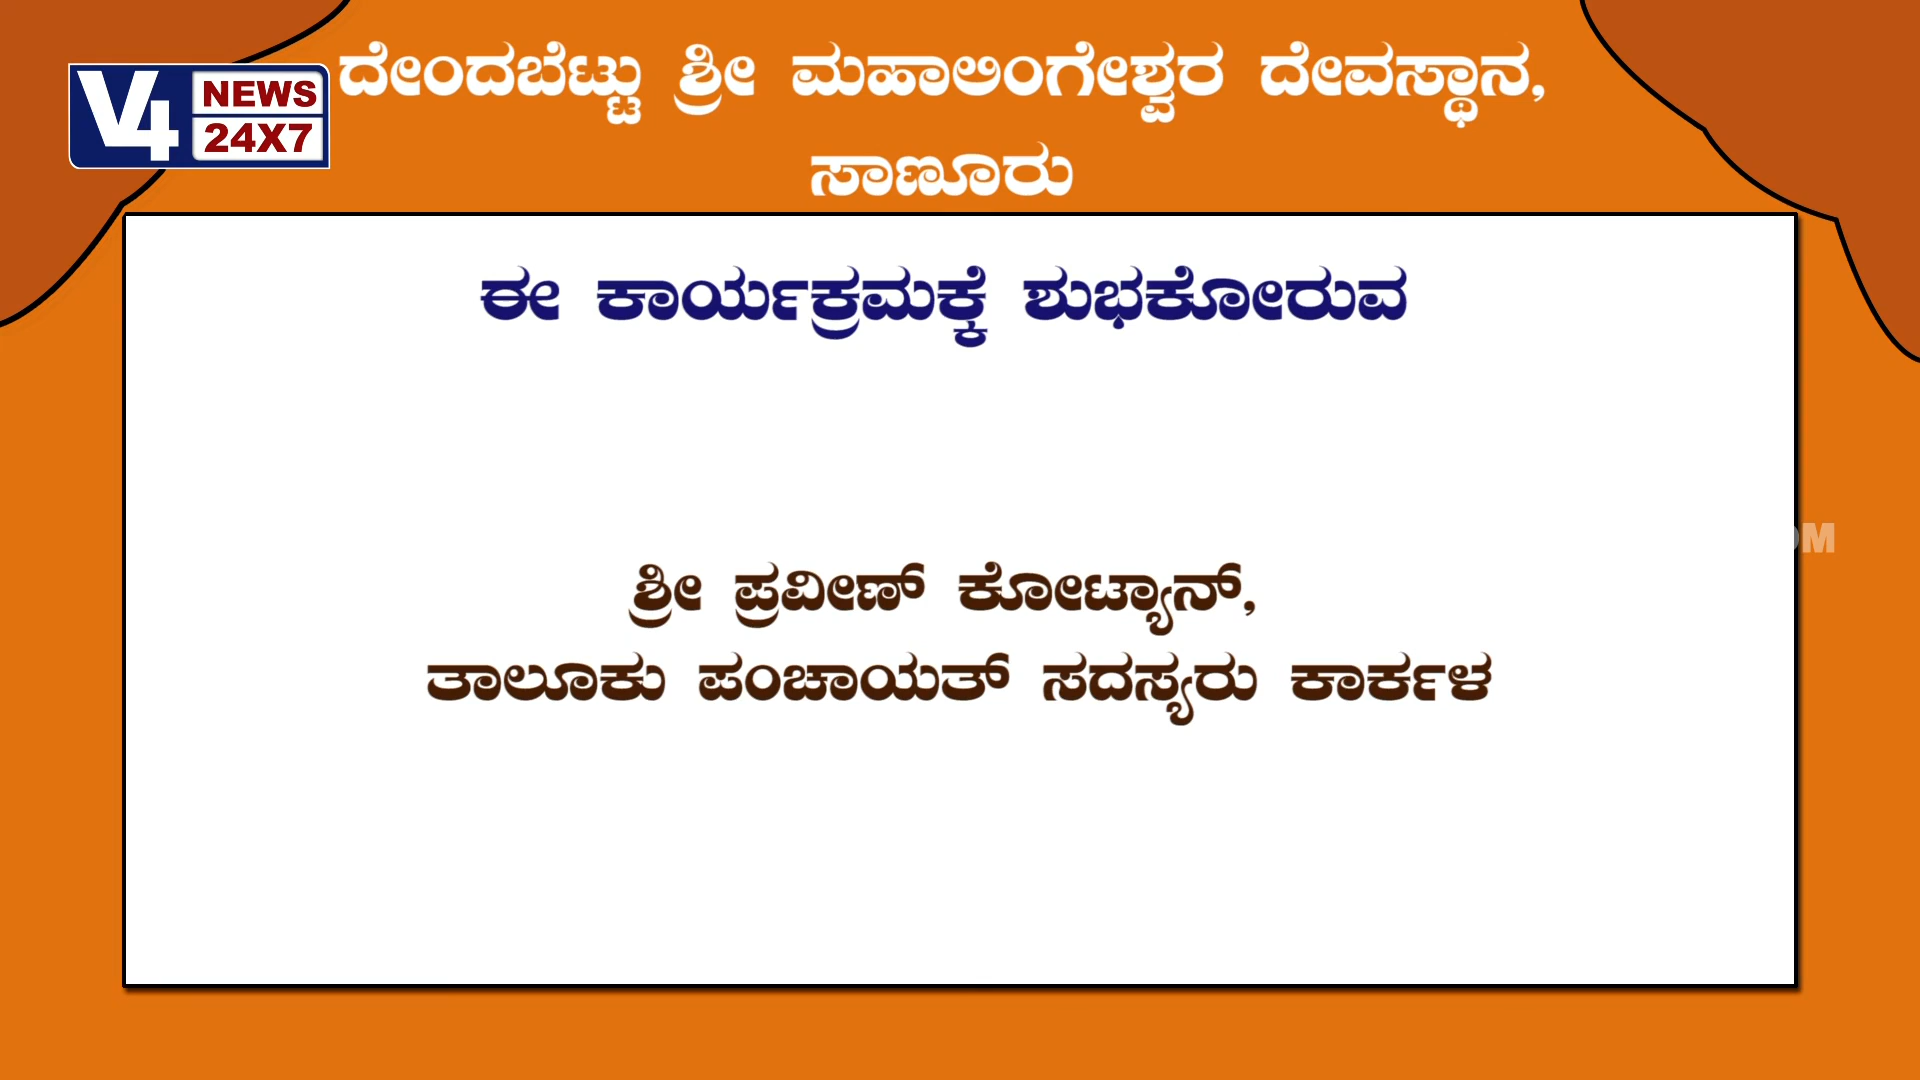 ದೇಂದಬೆಟ್ಟು ಶ್ರೀ ಮಹಾಲಿಂಗೇಶ್ವರ ದೇವಸ್ಥಾನ,
ಸಾಣೂರು
V4 NEWS
24X7
ಈ ಕಾರ್ಯಕ್ರಮಕ್ಕೆ ಶುಭಕೋರುವ
ಶ್ರೀ ಪ್ರವೀಣ್ ಕೋಟ್ಯಾನ್,
ತಾಲೂಕು ಪಂಚಾಯತ್ ಸದಸ್ಯರು ಕಾರ್ಕಳ